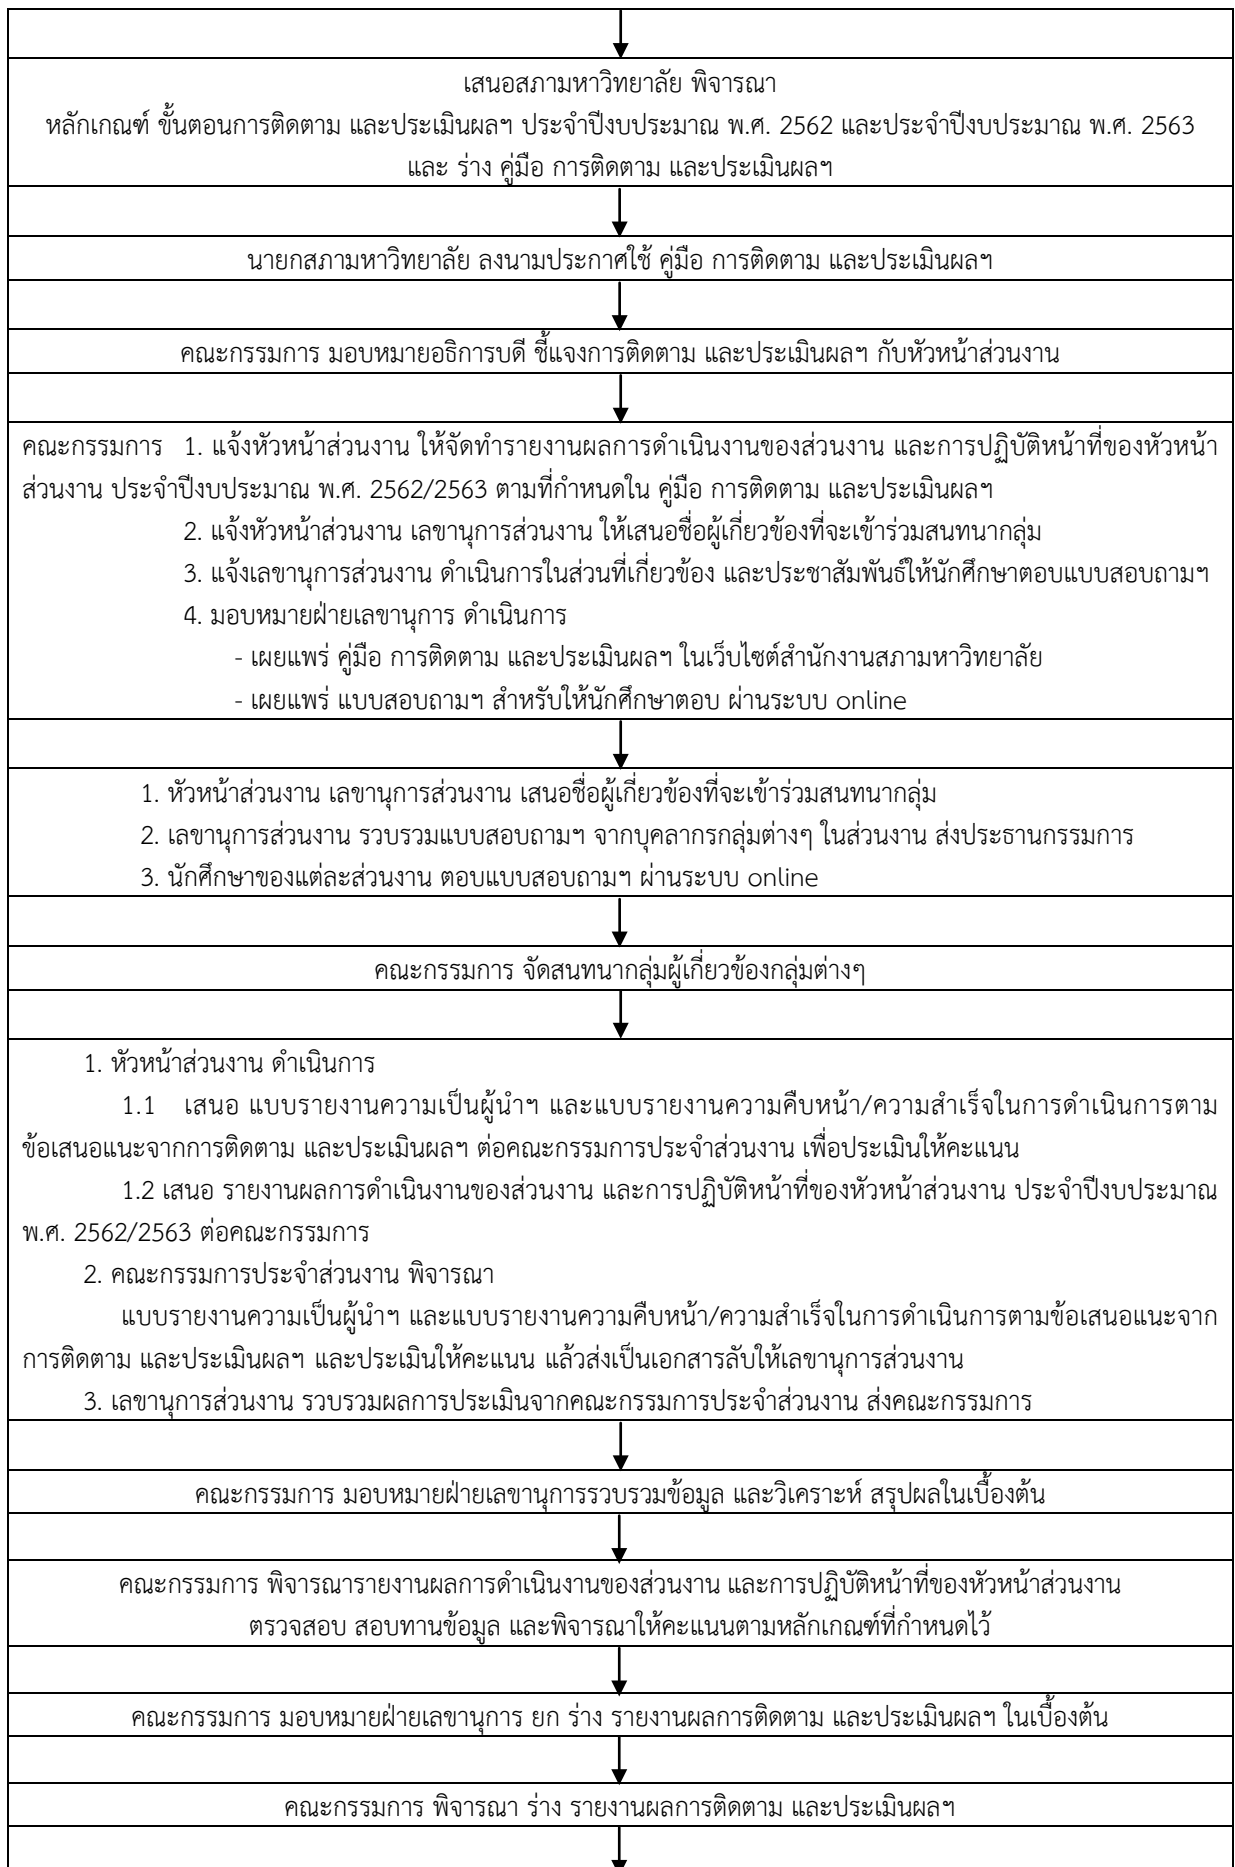 เสนอสภามหาวิทยาลัย พิจารณา
หลักเกณฑ์ ขั้นตอนการติดตาม และประเมินผลฯ ประจำปีงบประมาณ พ.ศ. 2562 และประจำปีงบประมาณ พ.ศ. 2563
และ ร่าง คู่มือ การติดตาม และประเมินผลฯ
นายกสภามหาวิทยาลัย ลงนามประกาศใช้ คู่มือ การติดตาม และประเมินผลฯ
คณะกรรมการ มอบหมายอธิการบดี ชี้แจงการติดตาม และประเมินผลฯ กับหัวหน้าส่วนงาน
คณะกรรมการ 1. แจ้งหัวหน้าส่วนงาน ให้จัดทำรายงานผลการดำเนินงานของส่วนงาน และการปฏิบัติหน้าที่ของหัวหน้า
ส่วนงาน ประจำปีงบประมาณ พ.ศ. 2562/2563 ตามที่กำหนดใน คู่มือ การติดตาม และประเมินผลฯ
2. แจ้งหัวหน้าส่วนงาน เลขานุการส่วนงาน ให้เสนอชื่อผู้เกี่ยวข้องที่จะเข้าร่วมสนทนากลุ่ม
3. แจ้งเลขานุการส่วนงาน ดำเนินการในส่วนที่เกี่ยวข้อง และประชาสัมพันธ์ให้นักศึกษาตอบแบบสอบถามฯ
4. มอบหมายฝ่ายเลขานุการ ดำเนินการ
- เผยแพร่ คู่มือ การติดตาม และประเมินผลฯ ในเว็บไซต์สำนักงานสภามหาวิทยาลัย
- เผยแพร่ แบบสอบถามฯ สำหรับให้นักศึกษาตอบ ผ่านระบบ online
1. หัวหน้าส่วนงาน เลขานุการส่วนงาน เสนอชื่อผู้เกี่ยวข้องที่จะเข้าร่วมสนทนากลุ่ม
2. เลขานุการส่วนงาน รวบรวมแบบสอบถามฯ จากบุคลากรกลุ่มต่างๆ ในส่วนงาน ส่งประธานกรรมการ
3. นักศึกษาของแต่ละส่วนงาน ตอบแบบสอบถามฯ ผ่านระบบ online
คณะกรรมการ จัดสนทนากลุ่มผู้เกี่ยวข้องกลุ่มต่างๆ
1. หัวหน้าส่วนงาน ดำเนินการ
1.1 เสนอ แบบรายงานความเป็นผู้นำฯ และแบบรายงานความคืบหน้า/ความสำเร็จในการดำเนินการตาม
ข้อเสนอแนะจากการติดตาม และประเมินผลฯ ต่อคณะกรรมการประจำส่วนงาน เพื่อประเมินให้คะแนน
1.2 เสนอ รายงานผลการดำเนินงานของส่วนงาน และการปฏิบัติหน้าที่ของหัวหน้าส่วนงาน ประจำปีงบประมาณ
พ.ศ. 2562/2563 ต่อคณะกรรมการ
2. คณะกรรมการประจำส่วนงาน พิจารณา
แบบรายงานความเป็นผู้นำฯ และแบบรายงานความคืบหน้า/ความสำเร็จในการดำเนินการตามข้อเสนอแนะจาก
การติดตาม และประเมินผลฯ และประเมินให้คะแนน แล้วส่งเป็นเอกสารลับให้เลขานุการส่วนงาน
3. เลขานุการส่วนงาน รวบรวมผลการประเมินจากคณะกรรมการประจำส่วนงาน ส่งคณะกรรมการ
คณะกรรมการ มอบหมายฝ่ายเลขานุการรวบรวมข้อมูล และวิเคราะห์ สรุปผลในเบื้องต้น
คณะกรรมการ พิจารณารายงานผลการดำเนินงานของส่วนงาน และการปฏิบัติหน้าที่ของหัวหน้าส่วนงาน
ตรวจสอบ สอบทานข้อมูล และพิจารณาให้คะแนนตามหลักเกณฑ์ที่กำหนดไว้
คณะกรรมการ มอบหมายฝ่ายเลขานุการ ยก ร่าง รายงานผลการติดตาม และประเมินผลฯ ในเบื้องต้น
คณะกรรมการ พิจารณา ร่าง รายงานผลการติดตาม และประเมินผลฯ